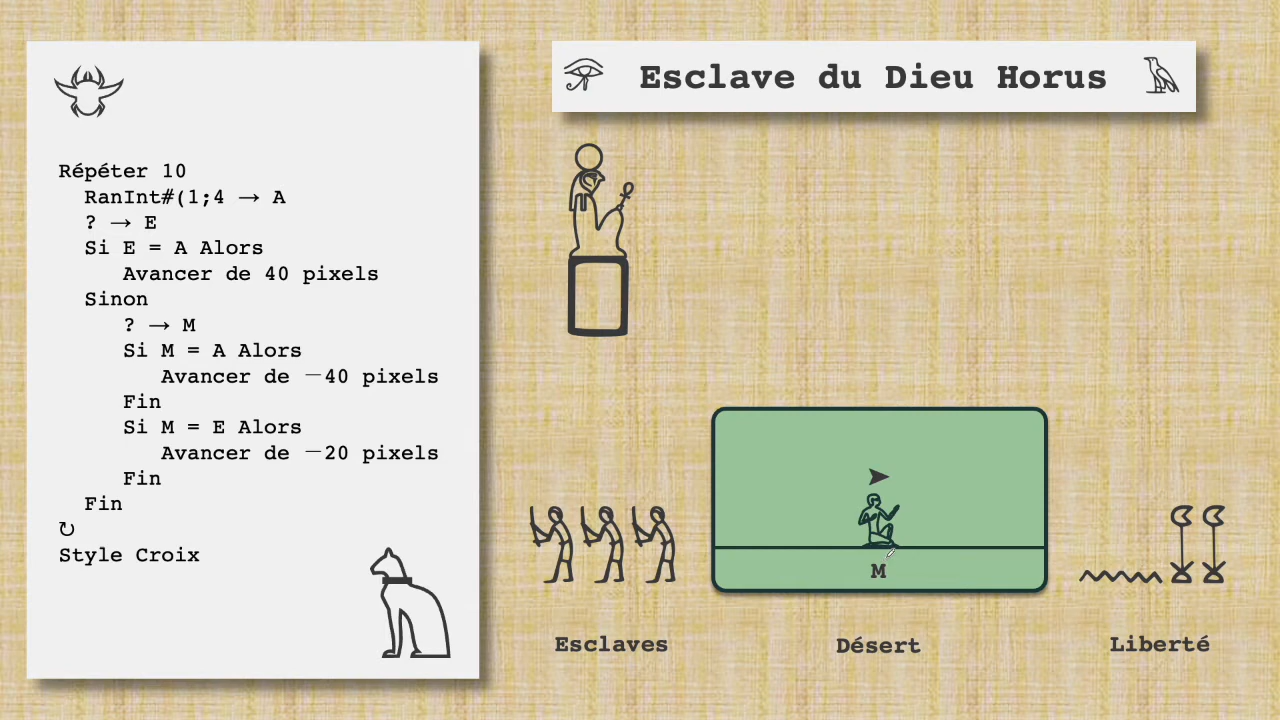 Esclave du Dieu Horus
Répéter 10
RanInt#(1;4 → A
? → E
Si E = A Alors
Avancer de 40 pixels
Sinon
? → M
Si M = A Alors
Avancer de −40 pixels
Fin
Si M = E Alors
Avancer de −20 pixels
Fin
Fin
↻
Style Croix
M
Esclaves
Désert
Liberté